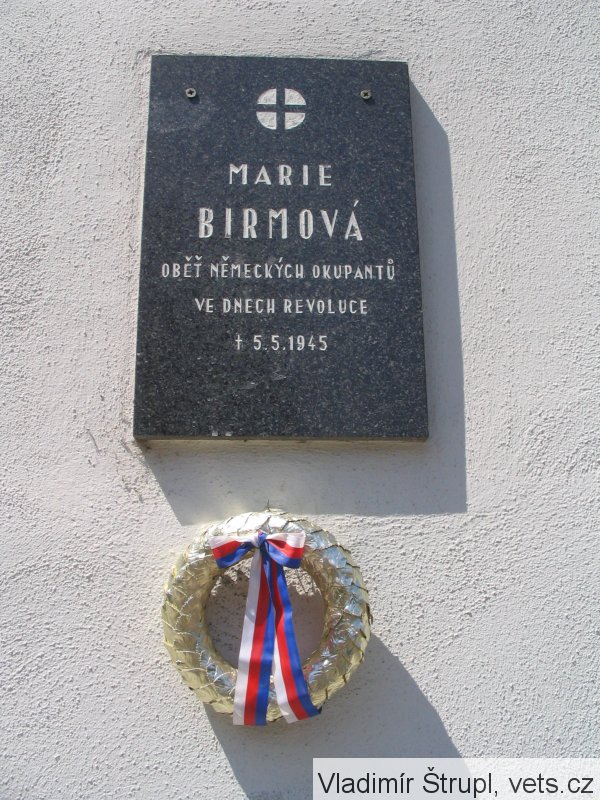 MARIE
BIRMOVÁ
OBĚŤ NĚMECKÝCH OKUPANTŮ
VE DNECH REVOLUCE
† 5.5.1945
Vladimír Štrupl, vets.cz